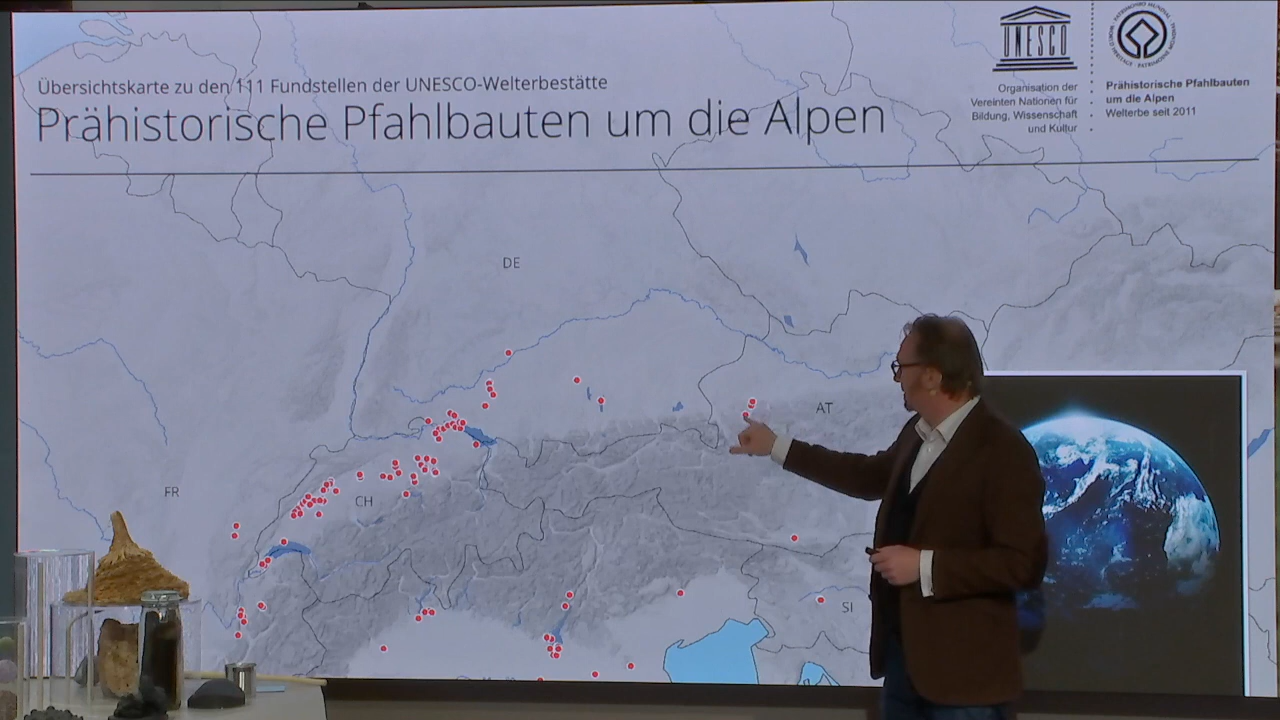 Übersichtskarte zu den 111 Fundstellen der UNESCO-Welterbestätte
Prähistorische Pfahlbauten um die Alpen
UNESCO
Organisation der
Vereinten Nationen für
Bildung, Wissenschaft
und Kultur
Prähistorische Pfahlbauten
um die Alpen
Welterbe seit 2011
DE
AT
FR
CH
SI